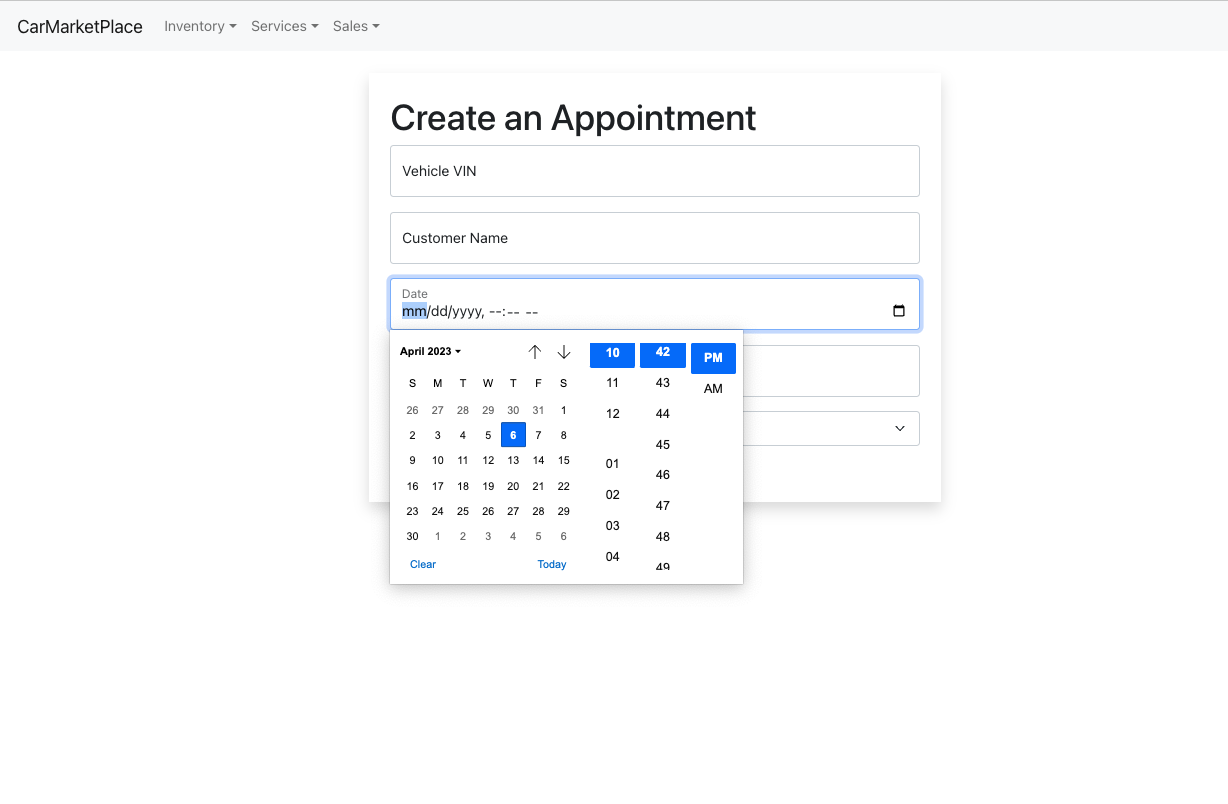 CarMarketPlace Inventory Services Sales
Create an Appointment
Vehicle VIN
Customer Name
Date
mm/dd/yyyy, --:-- --
April 2023
S M T W T F S
26 27 28 29 30 31 1
2 3 4 5 6 7 8
9 10 11 12 13 14 15
16 17 18 19 20 21 22
23 24 25 26 27 28 29
30 1 2 3 4 5 6
Clear Today
10 42 PM
11 43 AM
12 44
45
01 46
02 47
03 48
04 49